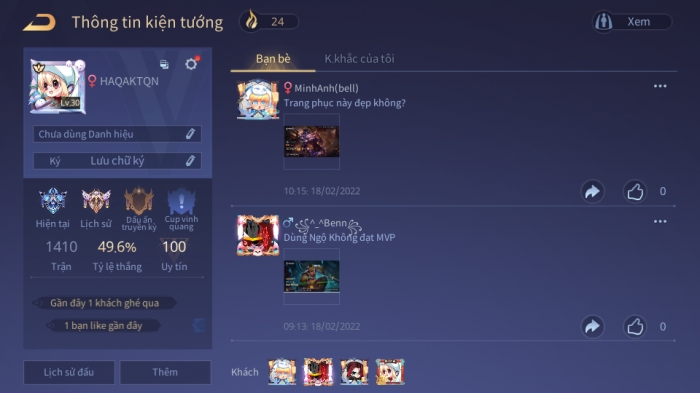 Thông tin kiện tướng
24
Xem
HAQAKTQN
Lv.30
Chưa dùng Danh hiệu
Ký Lưu chữ ký
Hiện tại
Lịch sử
Dấu ấn truyền kỳ
Cup vinh quang
1410 49.6% 100
Trận Tỷ lệ thắng Uy tín
Gần đây 1 khách ghé qua
1 bạn like gần đây
Lịch sử đấu Thêm
Bạn bè K.khắc của tôi
MinhAnh(bell)
Trang phục này đẹp không?
10:15: 18/02/2022 0
^_^Benn
Dùng Ngộ Không đạt MVP
09:13: 18/02/2022 0
Khách